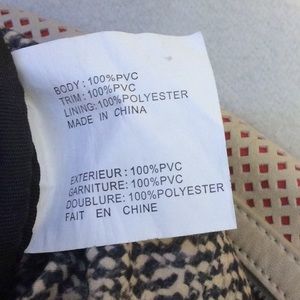 BODY : 100%PVC
TRIM: 100%PVC
LINING:100%POLYESTER
MADE IN CHINA
EXTERIEUR : 100%PVC
GARNITURE: 100%PVC
DOUBLURE: 100%POLYESTER
FAIT EN CHINE